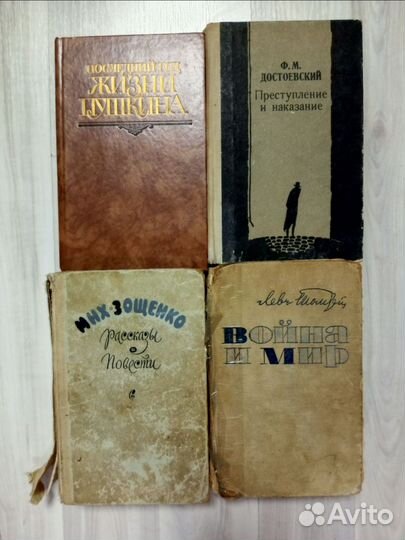 ПОСЛЕДНИЙ ГОД
ЖИЗНИ
ПУШКИНА
Ф. М.
ДОСТОЕВСКИЙ
Преступление
и наказание
МИХ. ЗОЩЕНКО
Рассказы
и
Повести
Левъ Толстой
ВОЙНА
И МИР
Avito